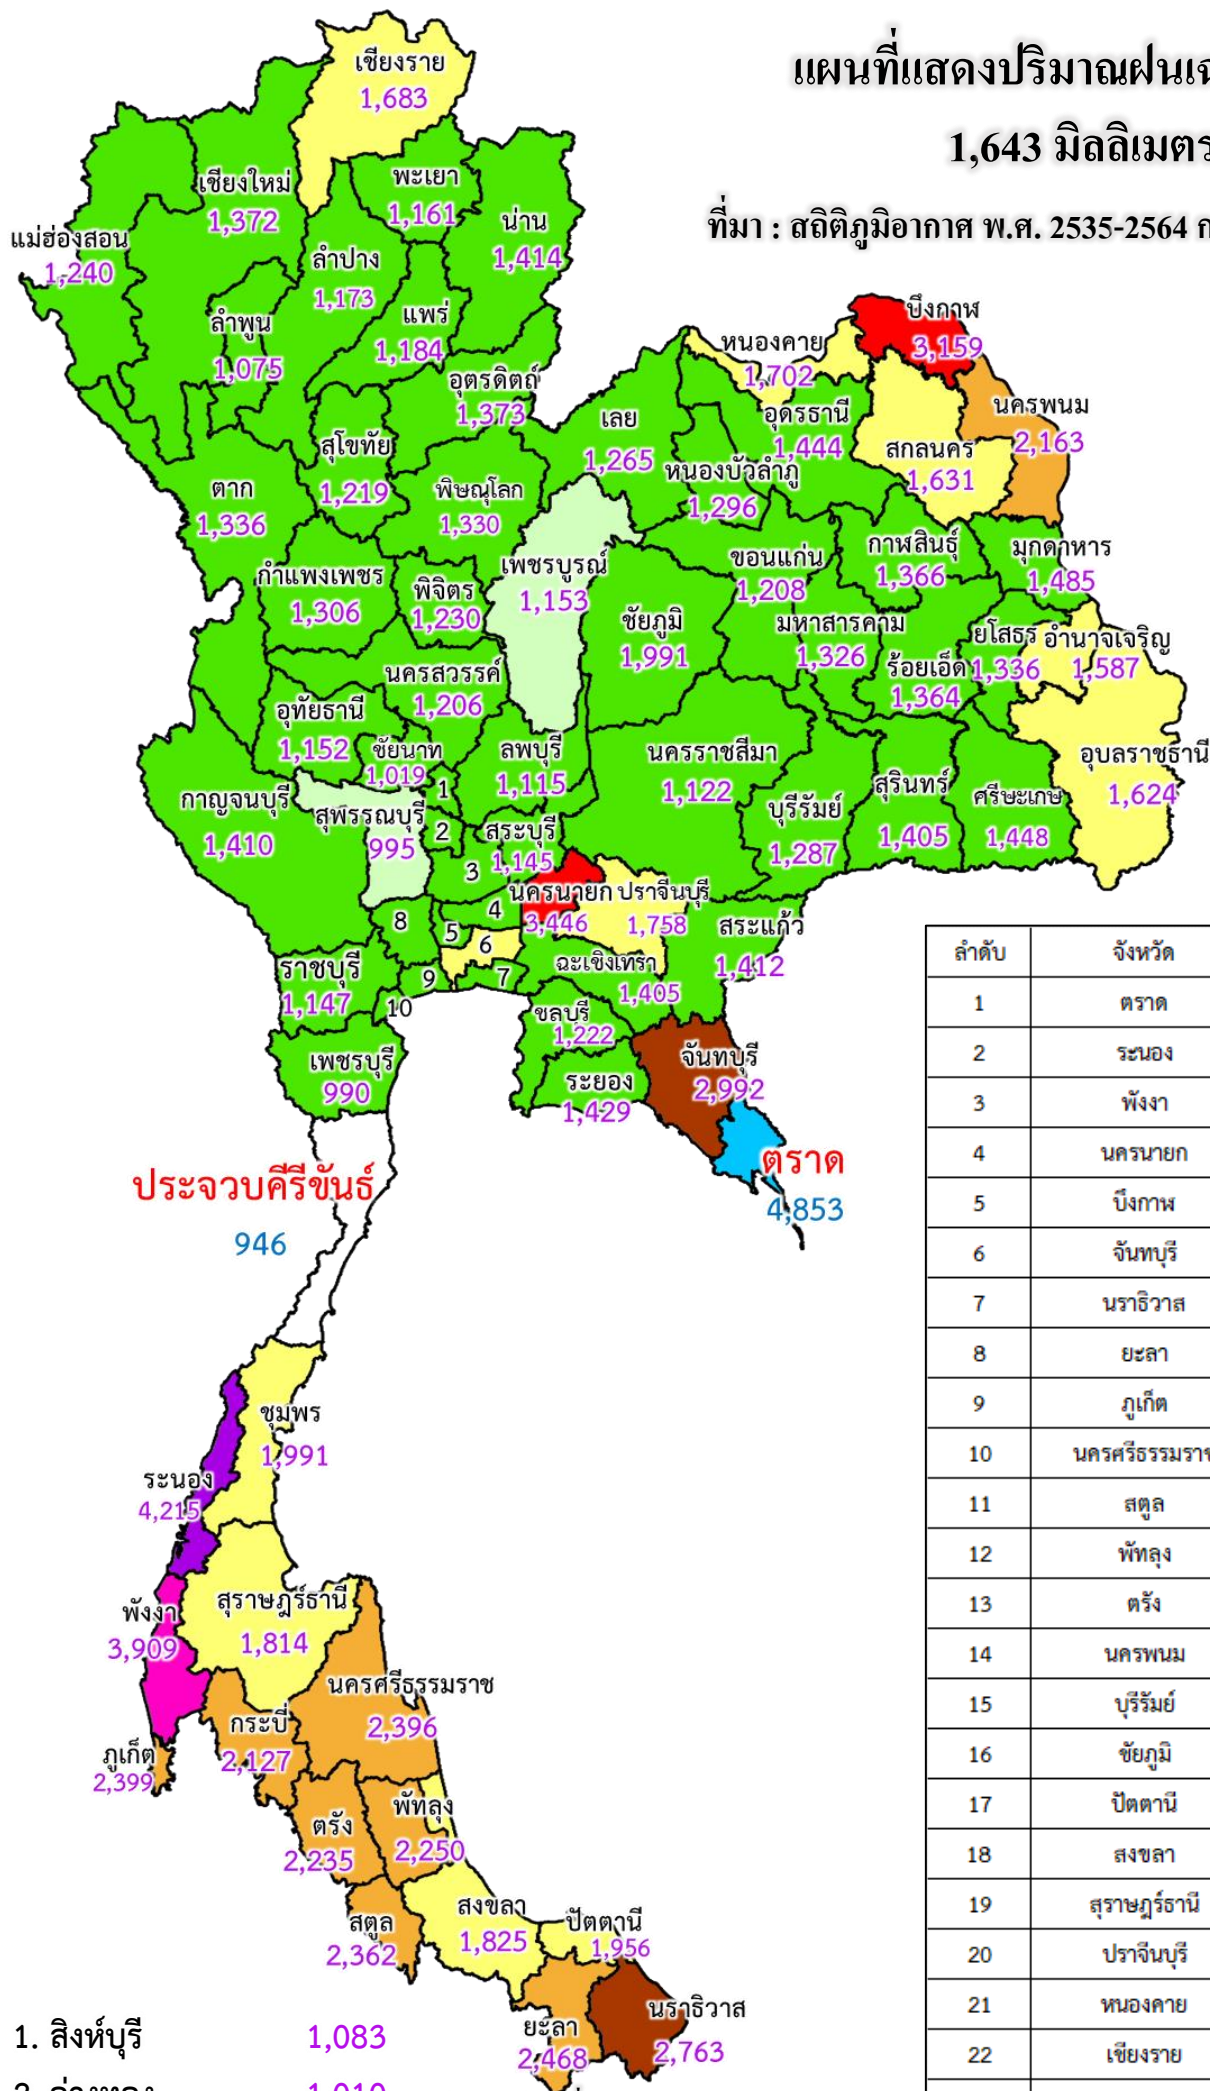 แผนที่แสดงปริมาณฝนเฉ
1,643 มิลลิเมตร
ที่มา : สถิติภูมิอากาศ พ.ศ. 2535-2564 ก
เชียงราย
1,683
เชียงใหม่
1,372
พะเยา
1,161
น่าน
1,414
แม่ฮ่องสอน
1,240
ลำปาง
1,173
ลำพูน
1,075
แพร่
1,184
อุตรดิตถ์
1,373
บึงกาฬ
3,159
หนองคาย
1,702
นครพนม
2,163
เลย
1,265
อุดรธานี
1,444
สกลนคร
1,631
หนองบัวลำภู
1,296
สุโขทัย
1,219
ตาก
1,336
พิษณุโลก
1,330
เพชรบูรณ์
1,153
ขอนแก่น
1,208
กาฬสินธุ์
1,366
มุกดาหาร
1,485
กำแพงเพชร
1,306
พิจิตร
1,230
ชัยภูมิ
1,991
มหาสารคาม
1,326
ร้อยเอ็ด
1,364
ยโสธร
1,336
อำนาจเจริญ
1,587
นครสวรรค์
1,206
อุทัยธานี
1,152
ชัยนาท
1,019
ลพบุรี
1,115
นครราชสีมา
1,122
บุรีรัมย์
1,287
สุรินทร์
1,405
ศรีษะเกษ
1,448
อุบลราชธานี
1,624
กาญจนบุรี
1,410
สุพรรณบุรี
995
1
2
3
4
5
6
7
8
9
10
สระบุรี
1,145
นครนายก
3,446
ปราจีนบุรี
1,758
สระแก้ว
1,412
ฉะเชิงเทรา
1,405
ราชบุรี
1,147
ชลบุรี
1,222
เพชรบุรี
990
ระยอง
1,429
จันทบุรี
2,992
ตราด
4,853
ประจวบคีรีขันธ์
946
ชุมพร
1,991
ระนอง
4,215
สุราษฎร์ธานี
1,814
พังงา
3,909
นครศรีธรรมราช
2,396
กระบี่
2,127
ภูเก็ต
2,399
ตรัง
2,235
พัทลุง
2,250
สตูล
2,362
สงขลา
1,825
ปัตตานี
1,956
ยะลา
2,468
นราธิวาส
2,763
1. สิงห์บุรี 1,083
ลำดับ จังหวัด
1 ตราด
2 ระนอง
3 พังงา
4 นครนายก
5 บึงกาฬ
6 จันทบุรี
7 นราธิวาส
8 ยะลา
9 ภูเก็ต
10 นครศรีธรรมราช
11 สตูล
12 พัทลุง
13 ตรัง
14 นครพนม
15 บุรีรัมย์
16 ชัยภูมิ
17 ปัตตานี
18 สงขลา
19 สุราษฎร์ธานี
20 ปราจีนบุรี
21 หนองคาย
22 เชียงราย